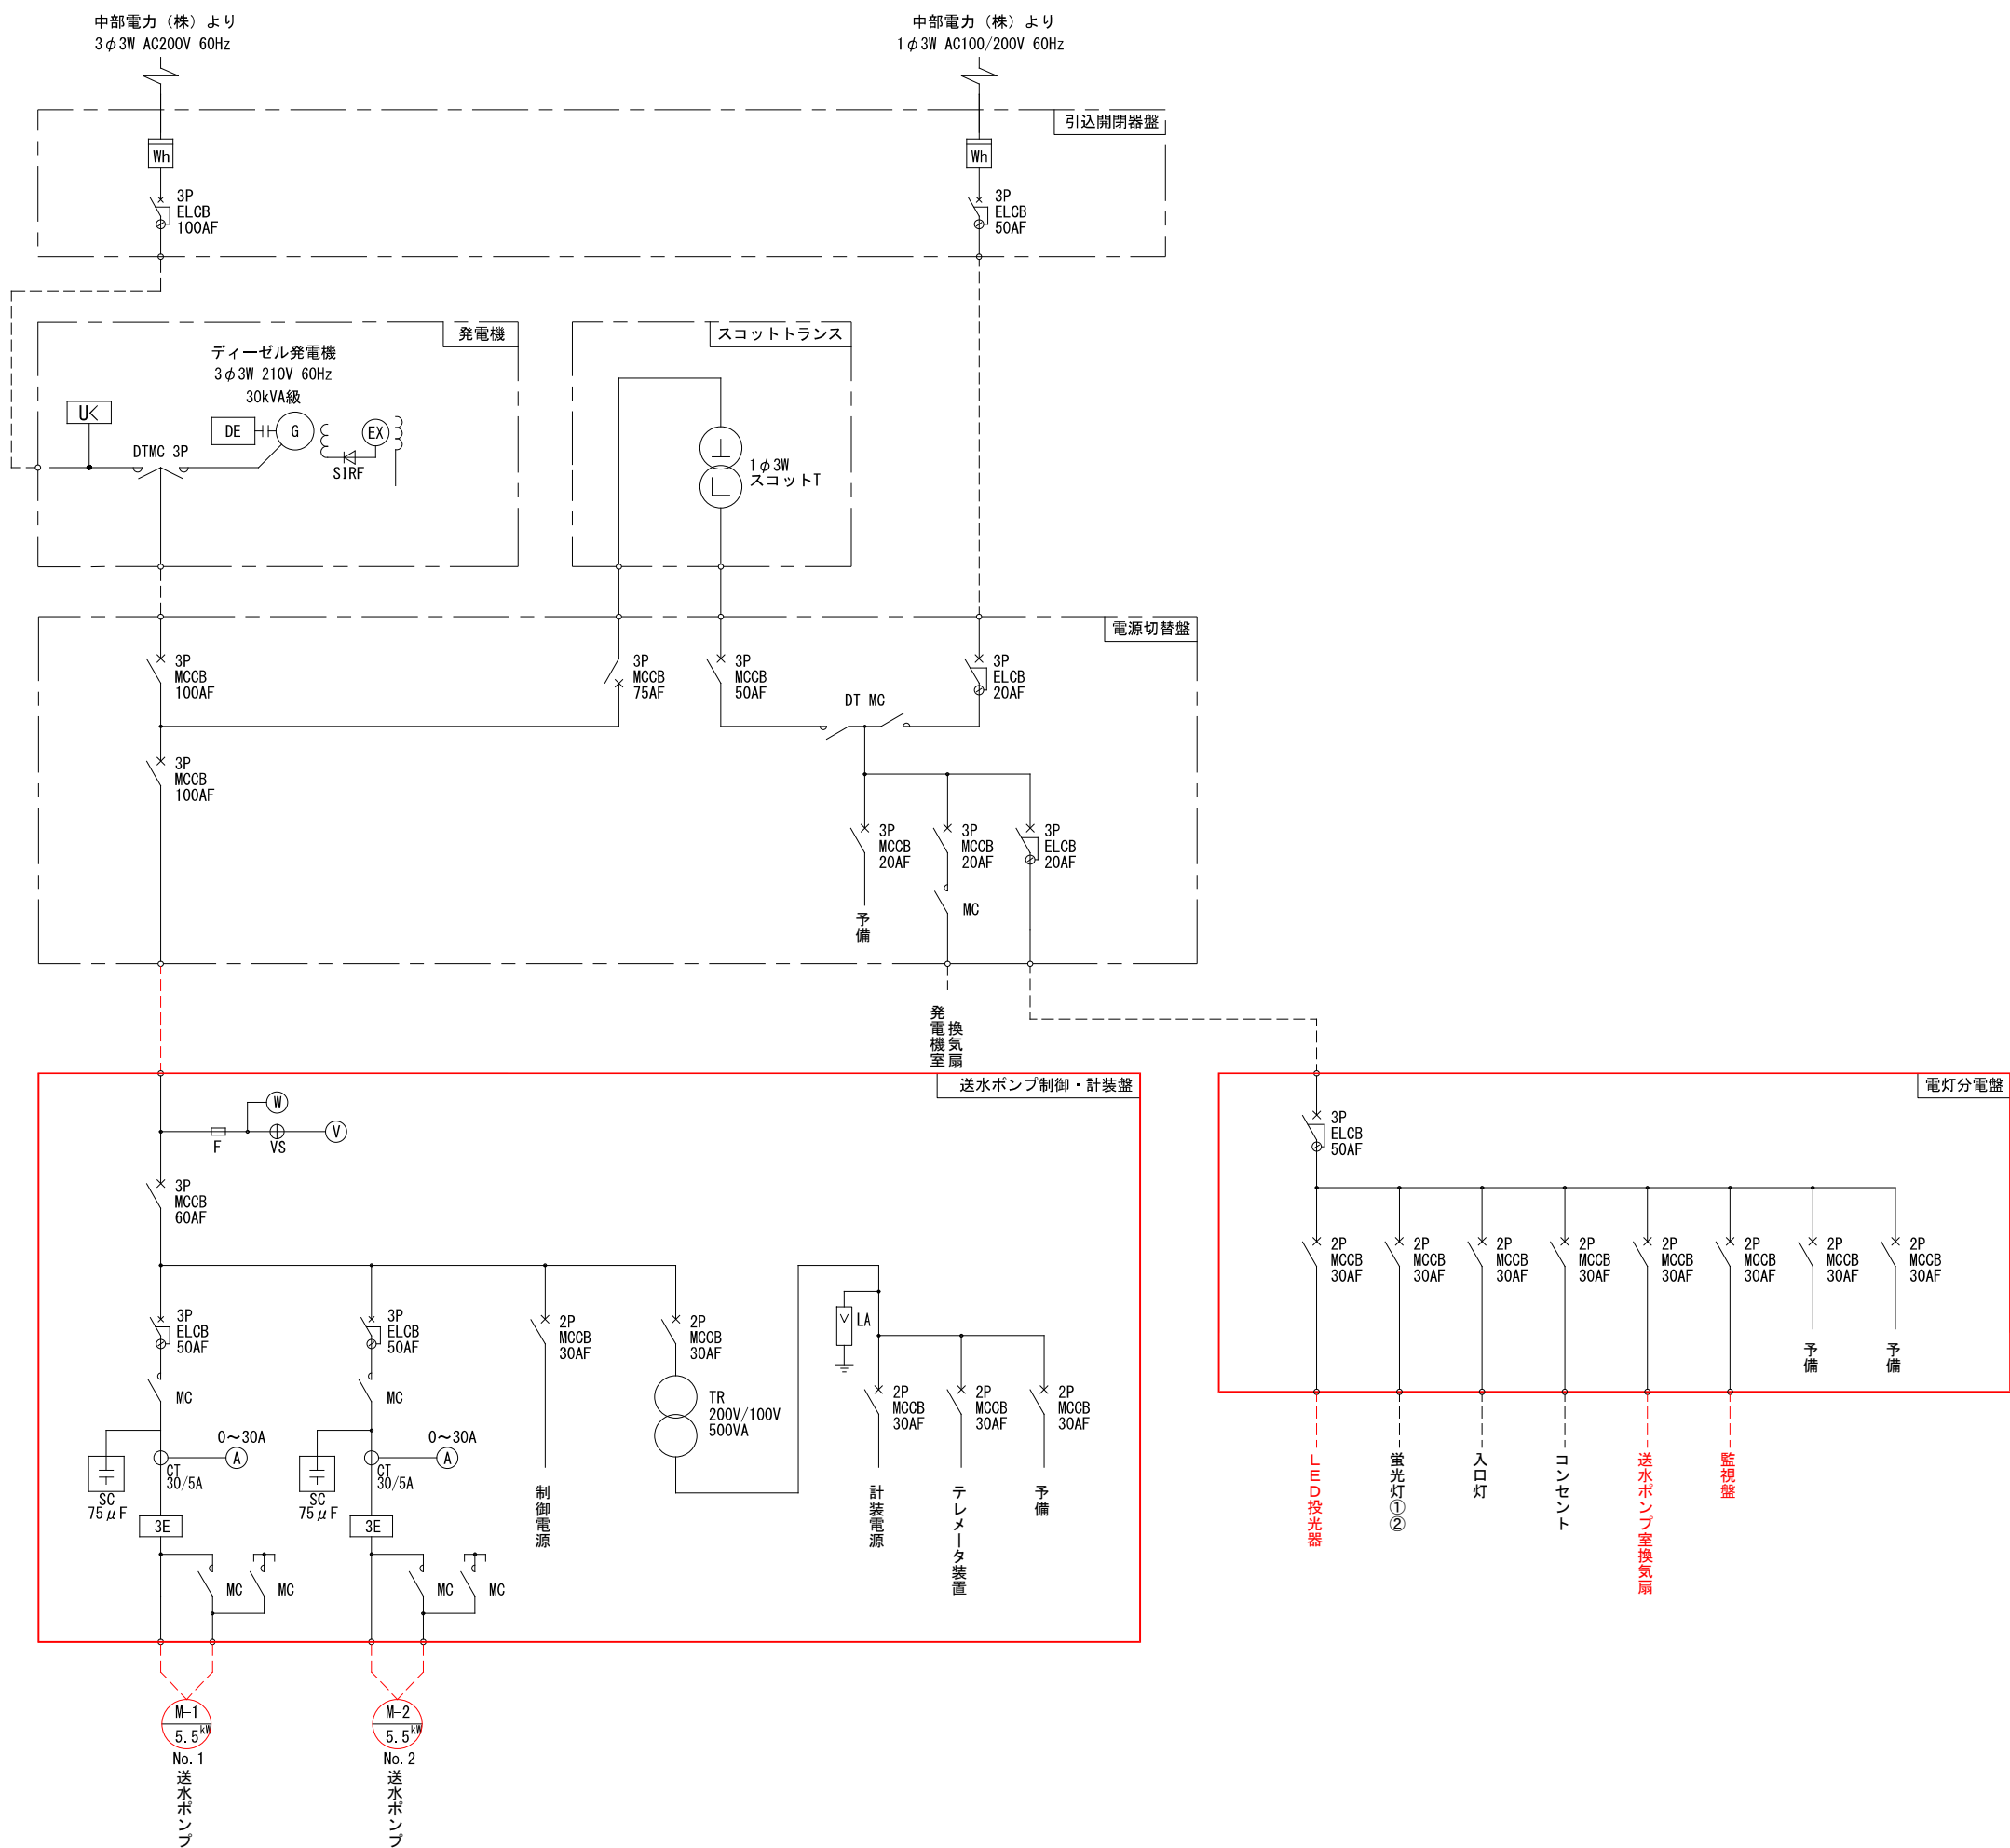 中部電力（株）より
3φ3W AC200V 60Hz
中部電力（株）より
1φ3W AC100/200V 60Hz
引込開閉器盤
Wh
3P
ELCB
100AF
Wh
3P
ELCB
50AF
発電機
ディーゼル発電機
3φ3W 210V 60Hz
30kVA級
U<
DTMC 3P
DE
G
EX
SIRF
スコットトランス
1φ3W
スコットT
電源切替盤
3P
MCCB
100AF
3P
MCCB
75AF
3P
MCCB
50AF
3P
ELCB
20AF
DT-MC
3P
MCCB
100AF
3P
MCCB
20AF
予備
3P
MCCB
20AF
MC
3P
ELCB
20AF
発電機室
換気扇
送水ポンプ制御・計装盤
W
F
VS
V
3P
MCCB
60AF
3P
ELCB
50AF
MC
0～30A
A
CT
30/5A
SC
75μF
3E
MC
MC
3P
ELCB
50AF
MC
0～30A
A
CT
30/5A
SC
75μF
3E
MC
MC
2P
MCCB
30AF
制御電源
2P
MCCB
30AF
TR
200V/100V
500VA
LA
2P
MCCB
30AF
計装電源
2P
MCCB
30AF
テレメータ装置
2P
MCCB
30AF
予備
M-1
5.5kW
No.1
送水ポンプ
M-2
5.5kW
No.2
送水ポンプ
電灯分電盤
3P
ELCB
50AF
2P
MCCB
30AF
LED投光器
2P
MCCB
30AF
蛍光灯①②
2P
MCCB
30AF
入口灯
2P
MCCB
30AF
コンセント
2P
MCCB
30AF
送水ポンプ室換気扇
2P
MCCB
30AF
監視盤
2P
MCCB
30AF
予備
2P
MCCB
30AF
予備